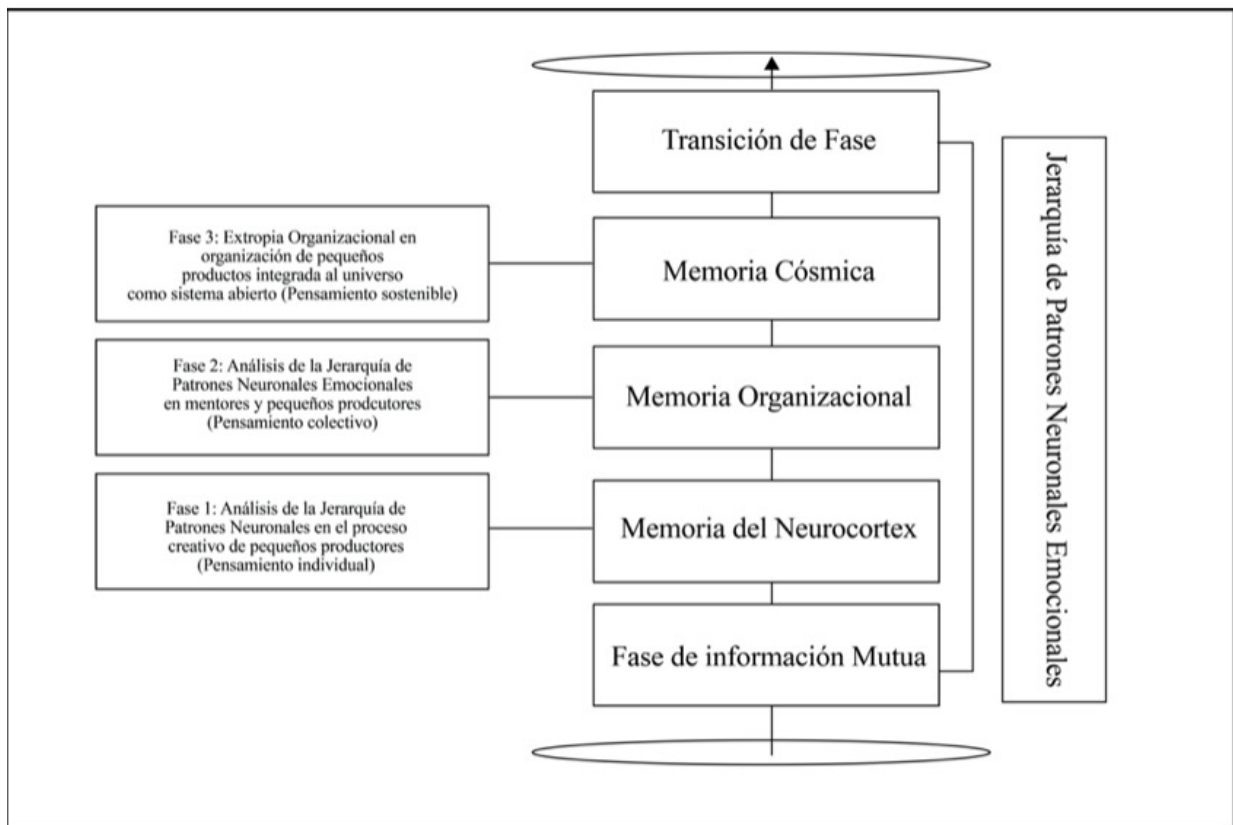 Transición de Fase
Fase 3: Extropia Organizacional en
organización de pequeños
productos integrada al universo
como sistema abierto (Pensamiento sostenible)
Memoria Cósmica
Fase 2: Análisis de la Jerarquía de
Patrones Neuronales Emocionales
en mentores y pequeños prodcutores
(Pensamiento colectivo)
Memoria Organizacional
Fase 1: Análisis de la Jerarquía de
Patrones Neuronales en el proceso
creativo de pequeños productores
(Pensamiento individual)
Memoria del Neurocortex
Fase de información Mutua
Jerarquía de Patrones Neuronales Emocionales